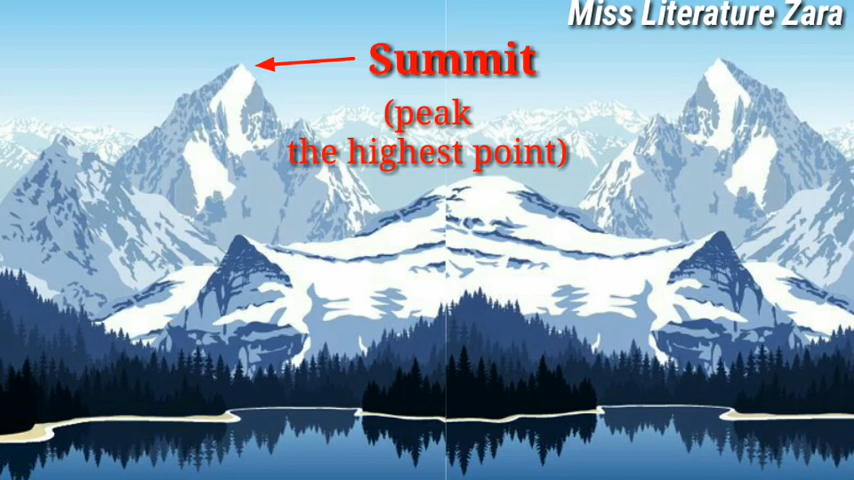 Miss Literature Zara
Summit
(peak
the highest point)